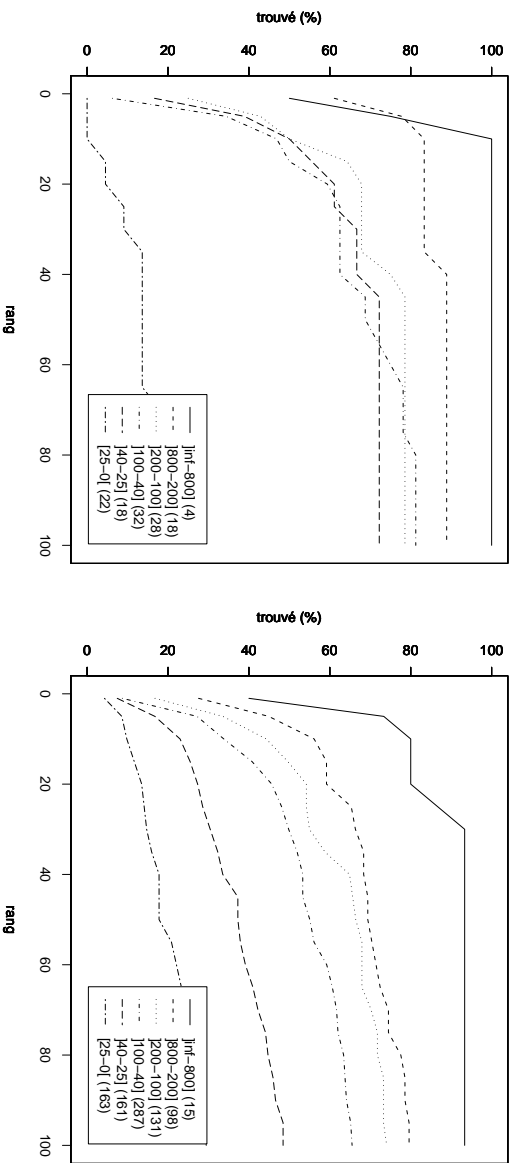 trouvé (%)
0 20 40 60 80 100
0 20 40 60 80 100
rang
]inf−800] (4)
]800−200] (18)
]200−100] (28)
]100−40] (32)
]40−25] (18)
[25−0[ (22)
trouvé (%)
0 20 40 60 80 100
0 20 40 60 80 100
rang
]inf−800] (15)
]800−200] (98)
]200−100] (131)
]100−40] (287)
]40−25] (161)
[25−0[ (163)